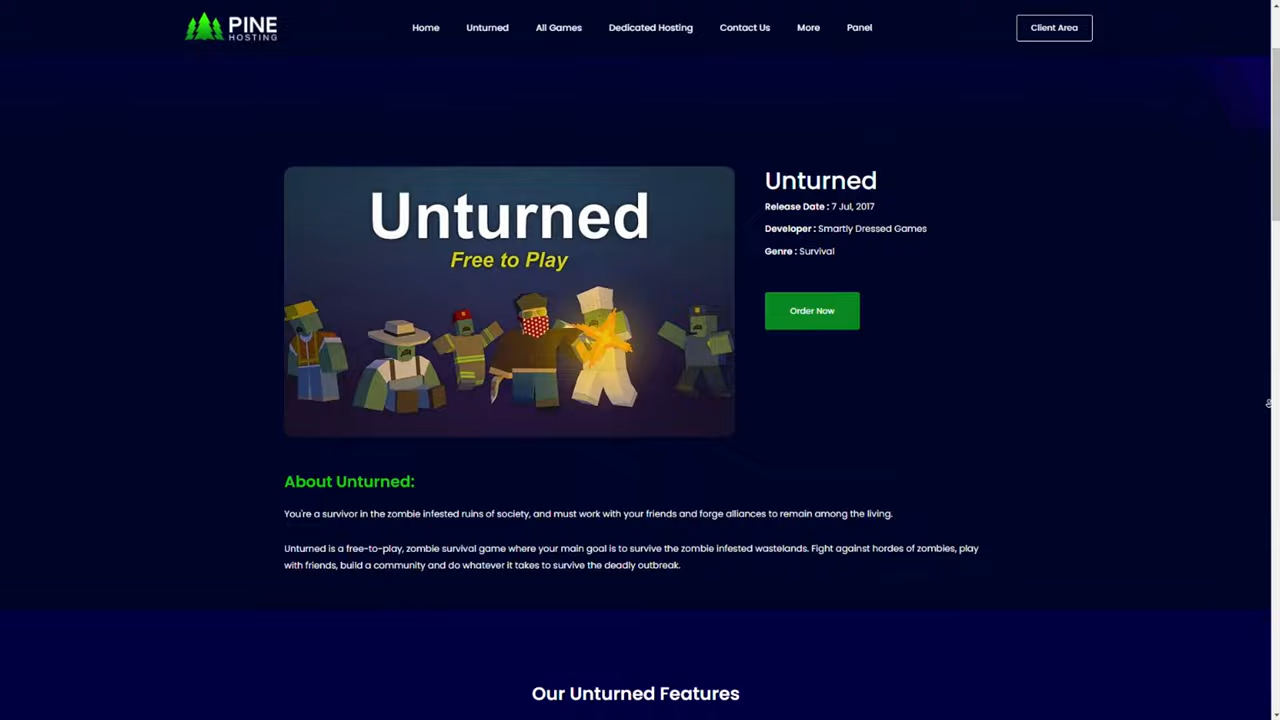 PINE
HOSTING
Home
Unturned
All Games
Dedicated Hosting
Contact Us
More
Panel
Client Area
Unturned
Free to Play
Unturned
Release Date : 7 Jul, 2017
Developer : Smartly Dressed Games
Genre : Survival
Order Now
About Unturned:
You're a survivor in the zombie infested ruins of society, and must work with your friends and forge alliances to remain among the living.
Unturned is a free-to-play, zombie survival game where your main goal is to survive the zombie infested wastelands. Fight against hordes of zombies, play
with friends, build a community and do whatever it takes to survive the deadly outbreak.
Our Unturned Features